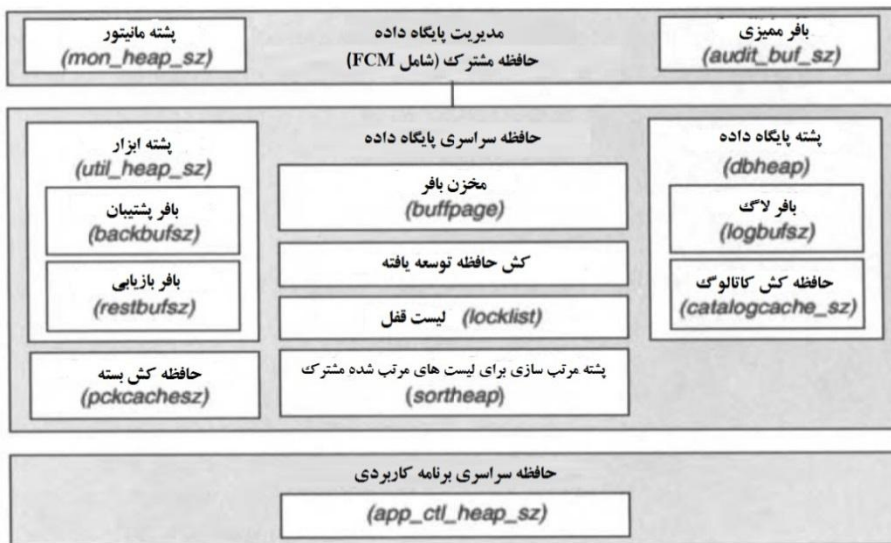 پشته مانیتور
(mon_heap_sz)
مدیریت پایگاه داده
حافظه مشترک (شامل FCM)
بافر ممیزی
(audit_buf_sz)
حافظه سراسری پایگاه داده
پشته ابزار
(util_heap_sz)
بافر پشتیبان
(backbufsz)
بافر بازیابی
(restbufsz)
حافظه کش بسته
(pckcachesz)
مخزن بافر
(buffpage)
کش حافظه توسعه یافته
لیست قفل (locklist)
پشته مرتب سازی برای لیست های مرتب شده مشترک
(sortheap)
پشته پایگاه داده
(dbheap)
بافر لاگ
(logbufsz)
حافظه کش کاتالوگ
(catalogcache_sz)
حافظه سراسری برنامه کاربردی
(app_ctl_heap_sz)